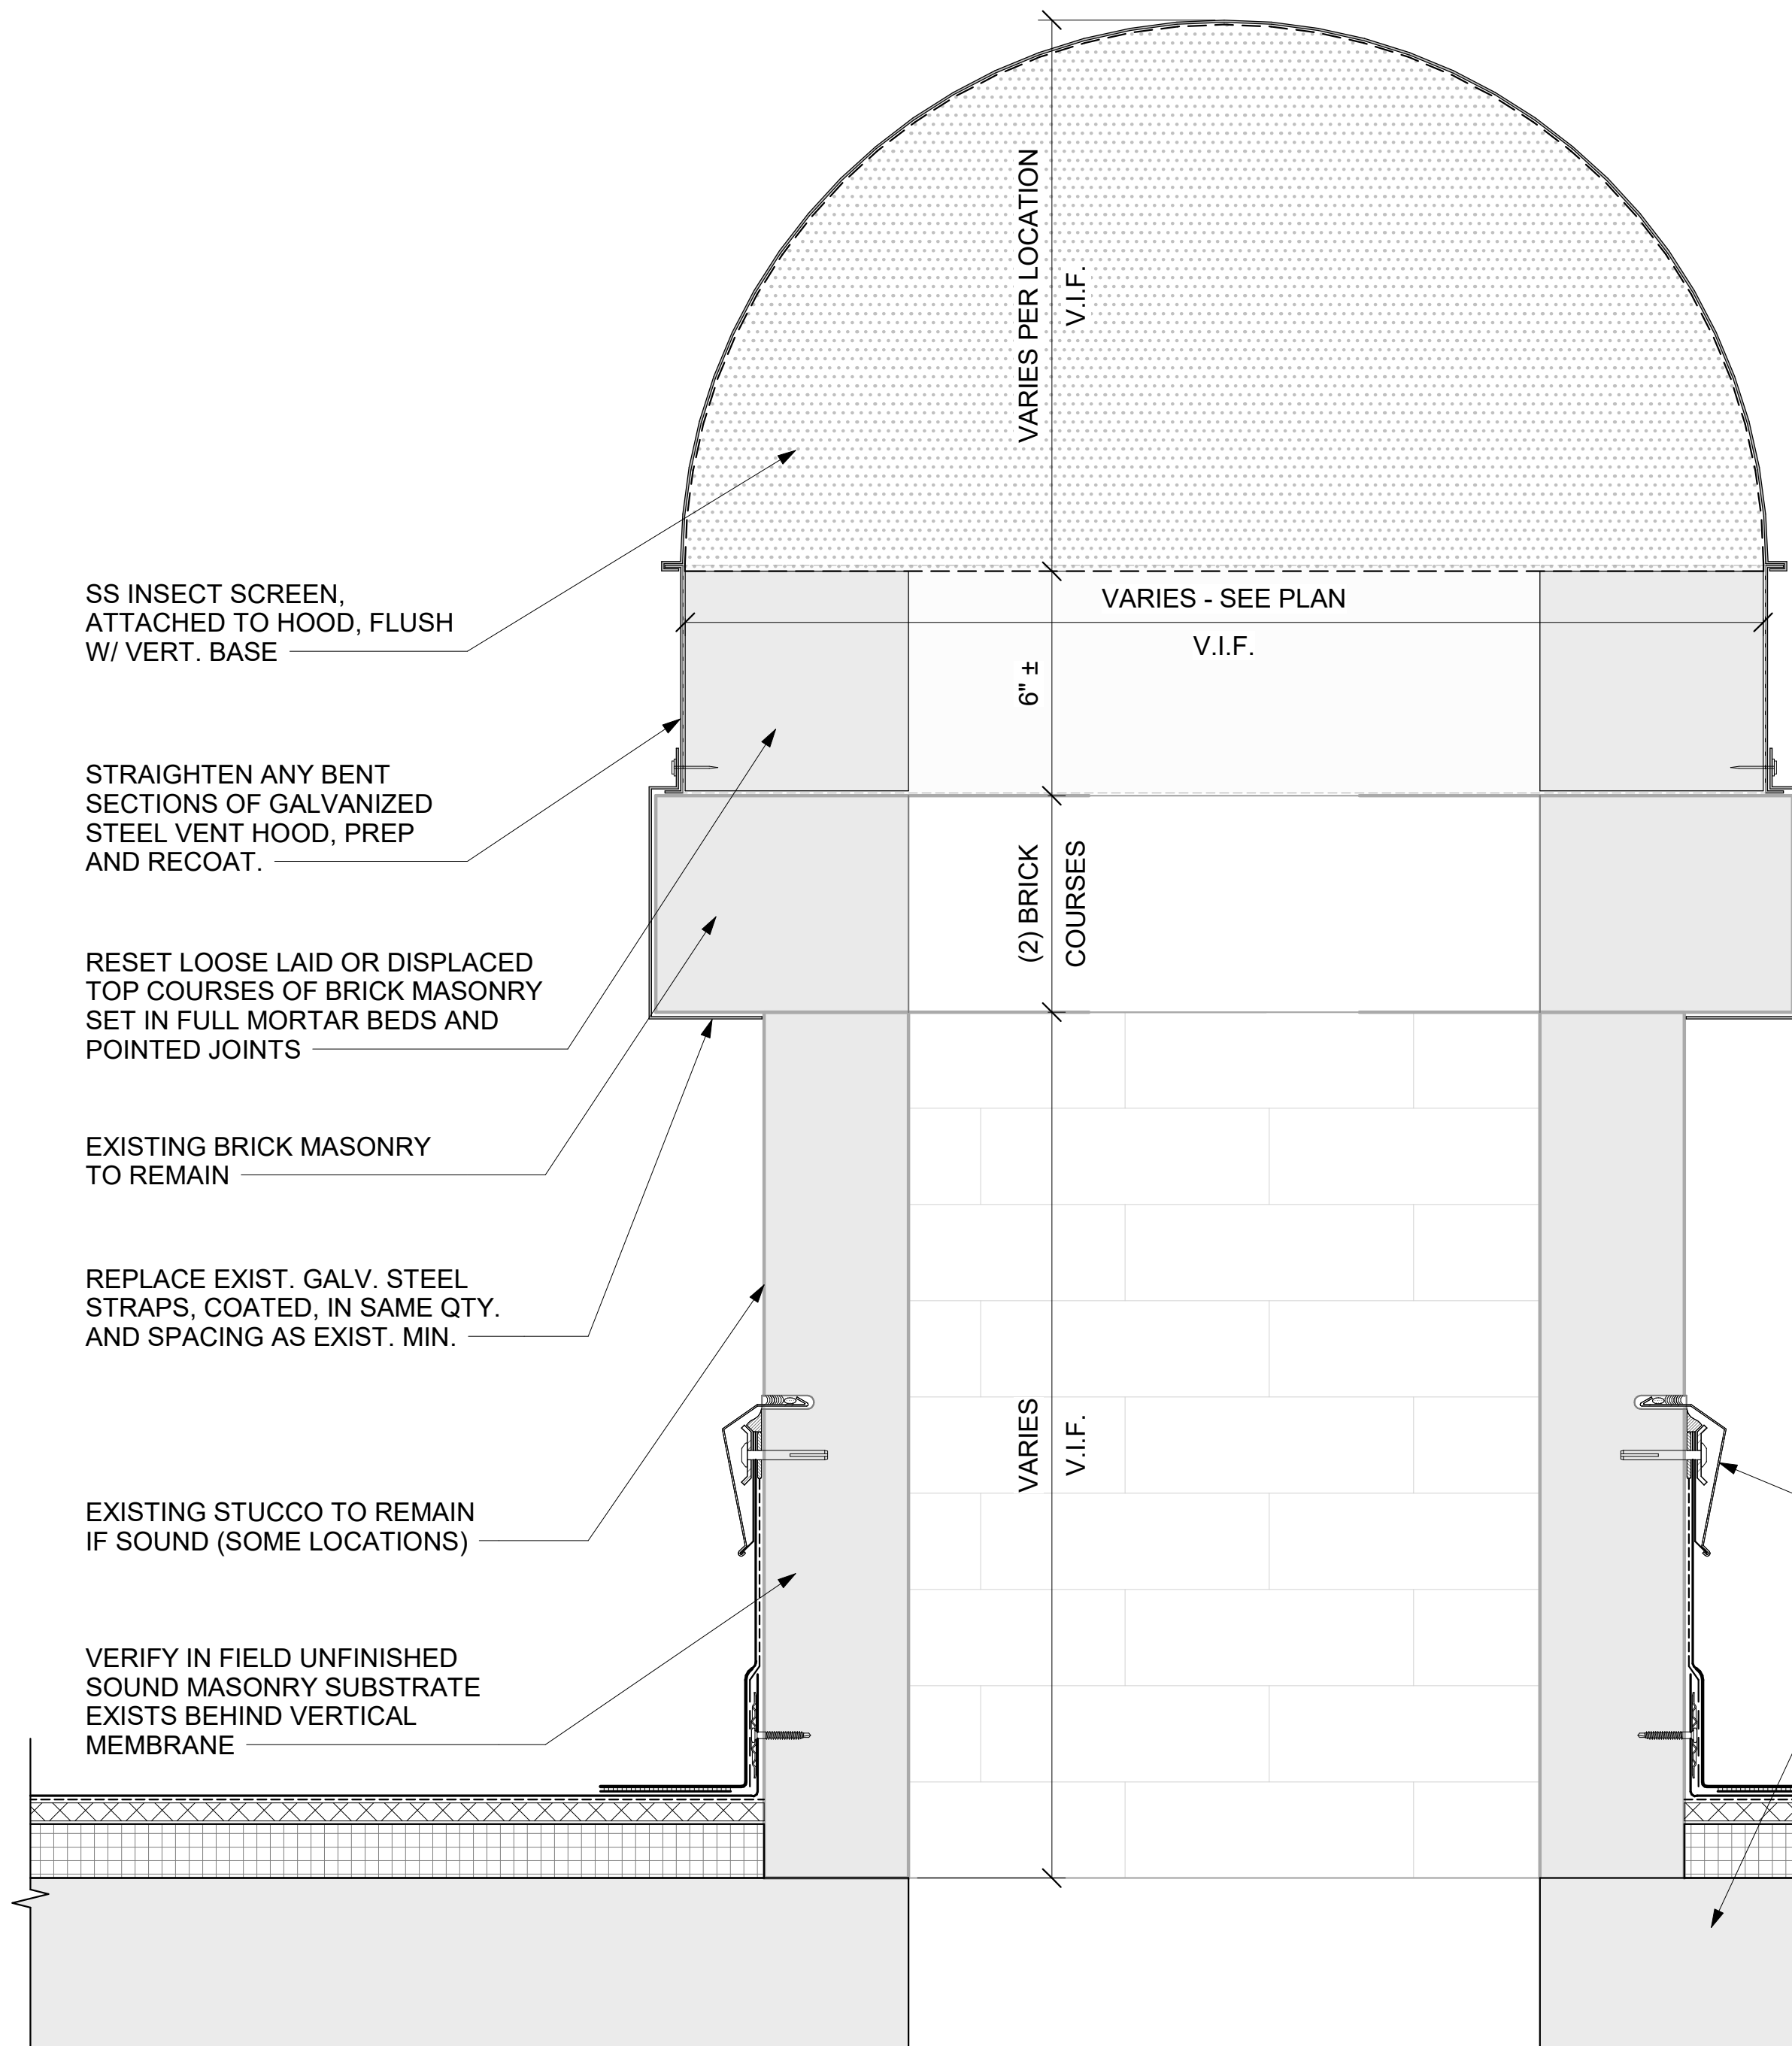 VARIES PER LOCATION
V.I.F.
SS INSECT SCREEN,
ATTACHED TO HOOD, FLUSH
W/ VERT. BASE
VARIES - SEE PLAN
V.I.F.
6" ±
STRAIGHTEN ANY BENT
SECTIONS OF GALVANIZED
STEEL VENT HOOD, PREP
AND RECOAT.
(2) BRICK
COURSES
RESET LOOSE LAID OR DISPLACED
TOP COURSES OF BRICK MASONRY
SET IN FULL MORTAR BEDS AND
POINTED JOINTS
EXISTING BRICK MASONRY
TO REMAIN
REPLACE EXIST. GALV. STEEL
STRAPS, COATED, IN SAME QTY.
AND SPACING AS EXIST. MIN.
VARIES
V.I.F.
EXISTING STUCCO TO REMAIN
IF SOUND (SOME LOCATIONS)
VERIFY IN FIELD UNFINISHED
SOUND MASONRY SUBSTRATE
EXISTS BEHIND VERTICAL
MEMBRANE